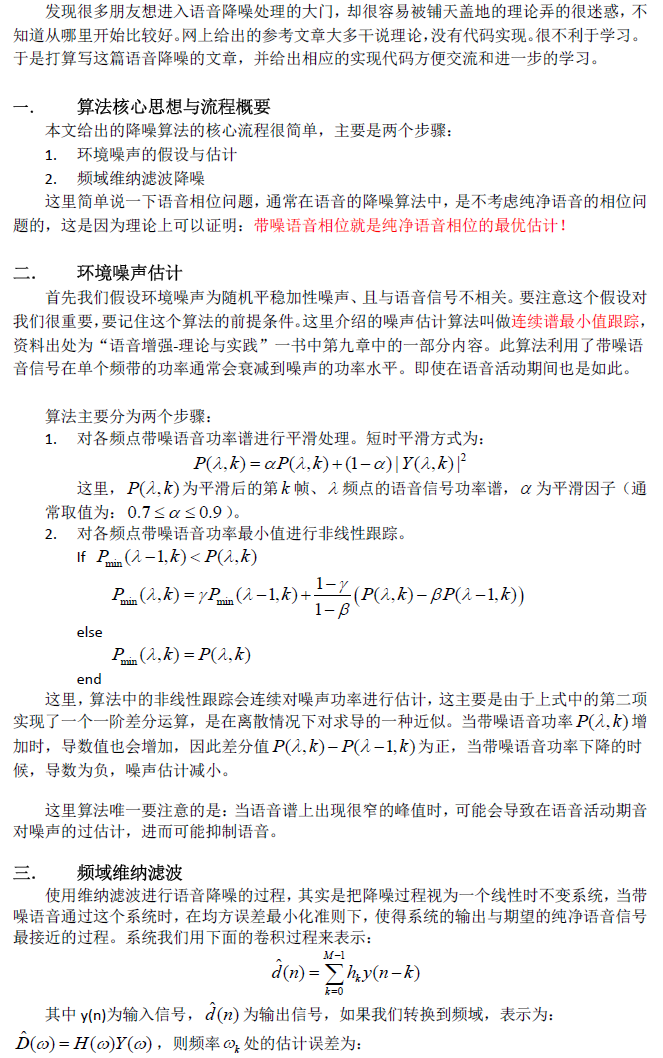 发现很多朋友想进入语音降噪处理的大门，却很容易被铺天盖地的理论弄的很迷惑，不
知道从哪里开始比较好。网上给出的参考文章大多干说理论，没有代码实现。很不利于学习。
于是打算写这篇语音降噪的文章，并给出相应的实现代码方便交流和进一步的学习。
一． 算法核心思想与流程概要
本文给出的降噪算法的核心流程很简单，主要是两个步骤：
1. 环境噪声的假设与估计
2. 频域维纳滤波降噪
这里简单说一下语音相位问题，通常在语音的降噪算法中，是不考虑纯净语音的相位问
题的，这是因为理论上可以证明：带噪语音相位就是纯净语音相位的最优估计！
二． 环境噪声估计
首先我们假设环境噪声为随机平稳加性噪声、且与语音信号不相关。要注意这个假设对
我们很重要，要记住这个算法的前提条件。这里介绍的噪声估计算法叫做连续谱最小值跟踪，
资料出处为“语音增强-理论与实践”一书中第九章中的一部分内容。此算法利用了带噪语
音信号在单个频带的功率通常会衰减到噪声的功率水平。即使在语音活动期间也是如此。
算法主要分为两个步骤：
1. 对各频点带噪语音功率谱进行平滑处理。短时平滑方式为：
P(λ,k) = αP(λ,k) + (1−α) | Y(λ,k) |²
这里， P(λ,k) 为平滑后的第 k 帧、λ 频点的语音信号功率谱，α 为平滑因子（通
常取值为：0.7 ≤ α ≤ 0.9 ）。
2. 对各频点带噪语音功率最小值进行非线性跟踪。
If P_min(λ−1,k) < P(λ,k)
P_min(λ,k) = γP_min(λ−1,k) + (1−γ)/(1−β) (P(λ,k) − βP(λ−1,k))
else
P_min(λ,k) = P(λ,k)
end
这里，算法中的非线性跟踪会连续对噪声功率进行估计，这主要是由于上式中的第二项
实现了一个一阶差分运算，是在离散情况下对求导的一种近似。当带噪语音功率 P(λ,k) 增
加时，导数值也会增加，因此差分值 P(λ,k) − P(λ−1,k) 为正，当带噪语音功率下降的时
候，导数为负，噪声估计减小。
这里算法唯一要注意的是：当语音谱上出现很窄的峰值时，可能会导致在语音活动期音
对噪声的过估计，进而可能抑制语音。
三． 频域维纳滤波
使用维纳滤波进行语音降噪的过程，其实是把降噪过程视为一个线性时不变系统，当带
噪语音通过这个系统时，在均方误差最小化准则下，使得系统的输出与期望的纯净语音信号
最接近的过程。系统我们用下面的卷积过程来表示：
d̂(n) = ∑_{k=0}^{M−1} h_k y(n−k)
其中 y(n)为输入信号， d̂(n) 为输出信号，如果我们转换到频域，表示为：
D̂(ω) = H(ω)Y(ω) ，则频率 ω_k 处的估计误差为：